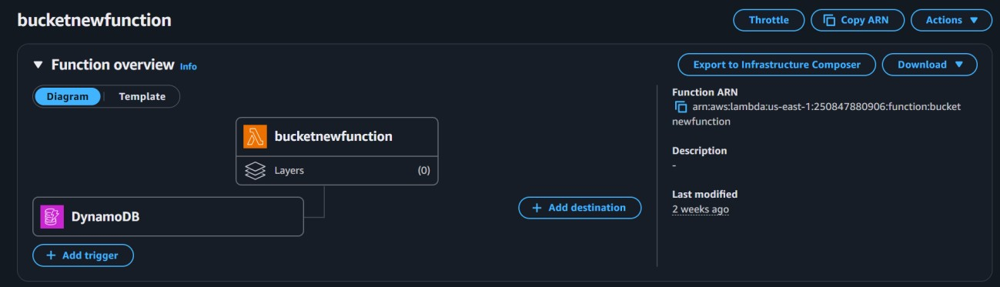 bucketnewfunction
Throttle
Copy ARN
Actions
Function overview Info
Export to Infrastructure Composer
Download
Diagram
Template
bucketnewfunction
Layers (0)
DynamoDB
+ Add trigger
+ Add destination
Function ARN
arn:aws:lambda:us-east-1:250847880906:function:bucket
newfunction
Description
-
Last modified
2 weeks ago